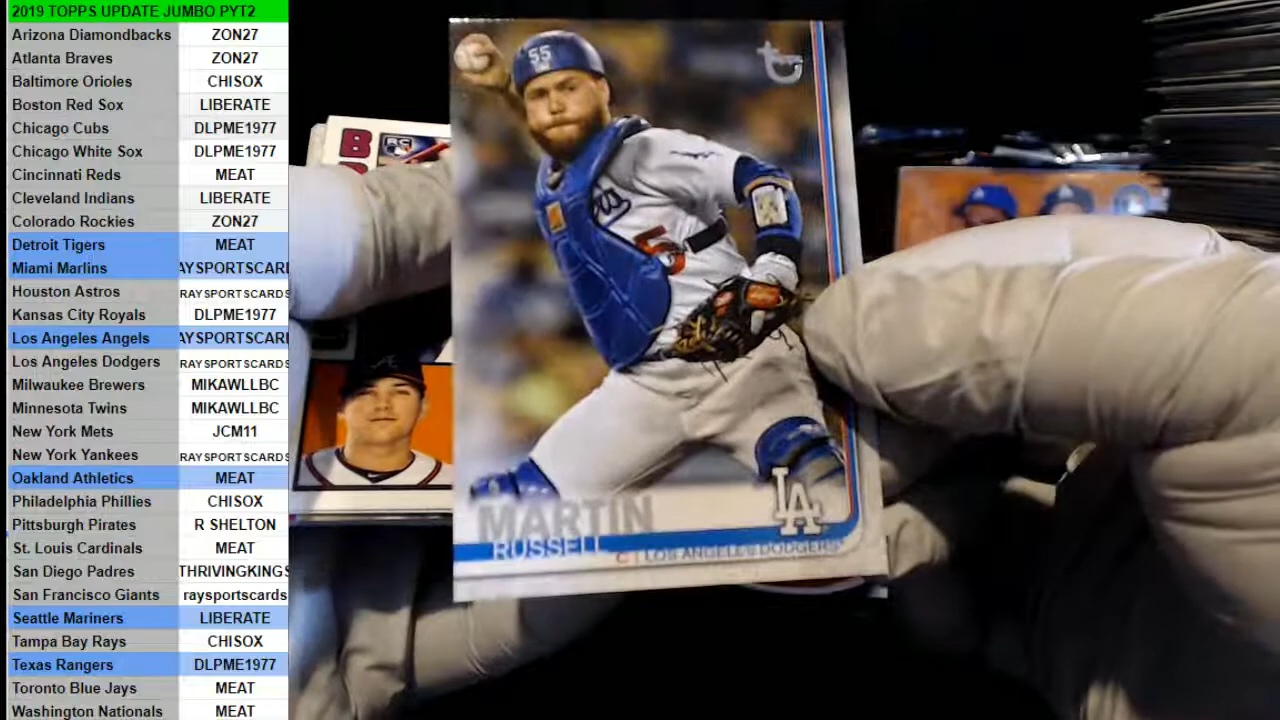 2019 TOPPS UPDATE JUMBO PYT2
Arizona Diamondbacks ZON27
Atlanta Braves ZON27
Baltimore Orioles CHISOX
Boston Red Sox LIBERATE
Chicago Cubs DLPME1977
Chicago White Sox DLPME1977
Cincinnati Reds MEAT
Cleveland Indians LIBERATE
Colorado Rockies ZON27
Detroit Tigers MEAT
Miami Marlins AYSPORTSCARD
Houston Astros RAYSPORTSCARDS
Kansas City Royals DLPME1977
Los Angeles Angels AYSPORTSCARD
Los Angeles Dodgers RAYSPORTSCARDS
Milwaukee Brewers MIKAWLLBC
Minnesota Twins MIKAWLLBC
New York Mets JCM11
New York Yankees RAYSPORTSCARDS
Oakland Athletics MEAT
Philadelphia Phillies CHISOX
Pittsburgh Pirates R SHELTON
St. Louis Cardinals MEAT
San Diego Padres THRIVINGKINGS
San Francisco Giants raysportscards
Seattle Mariners LIBERATE
Tampa Bay Rays CHISOX
Texas Rangers DLPME1977
Toronto Blue Jays MEAT
Washington Nationals MEAT
B
RC
55
5
LA
MARTIN
RUSSELL
C | LOS ANGELES DODGERS